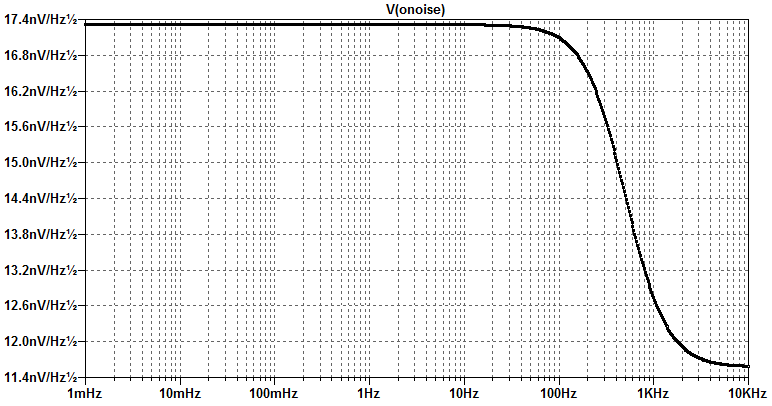 V(onoise)
17.4nV/Hz½
16.8nV/Hz½
16.2nV/Hz½
15.6nV/Hz½
15.0nV/Hz½
14.4nV/Hz½
13.8nV/Hz½
13.2nV/Hz½
12.6nV/Hz½
12.0nV/Hz½
11.4nV/Hz½
1mHz 10mHz 100mHz 1Hz 10Hz 100Hz 1KHz 10KHz